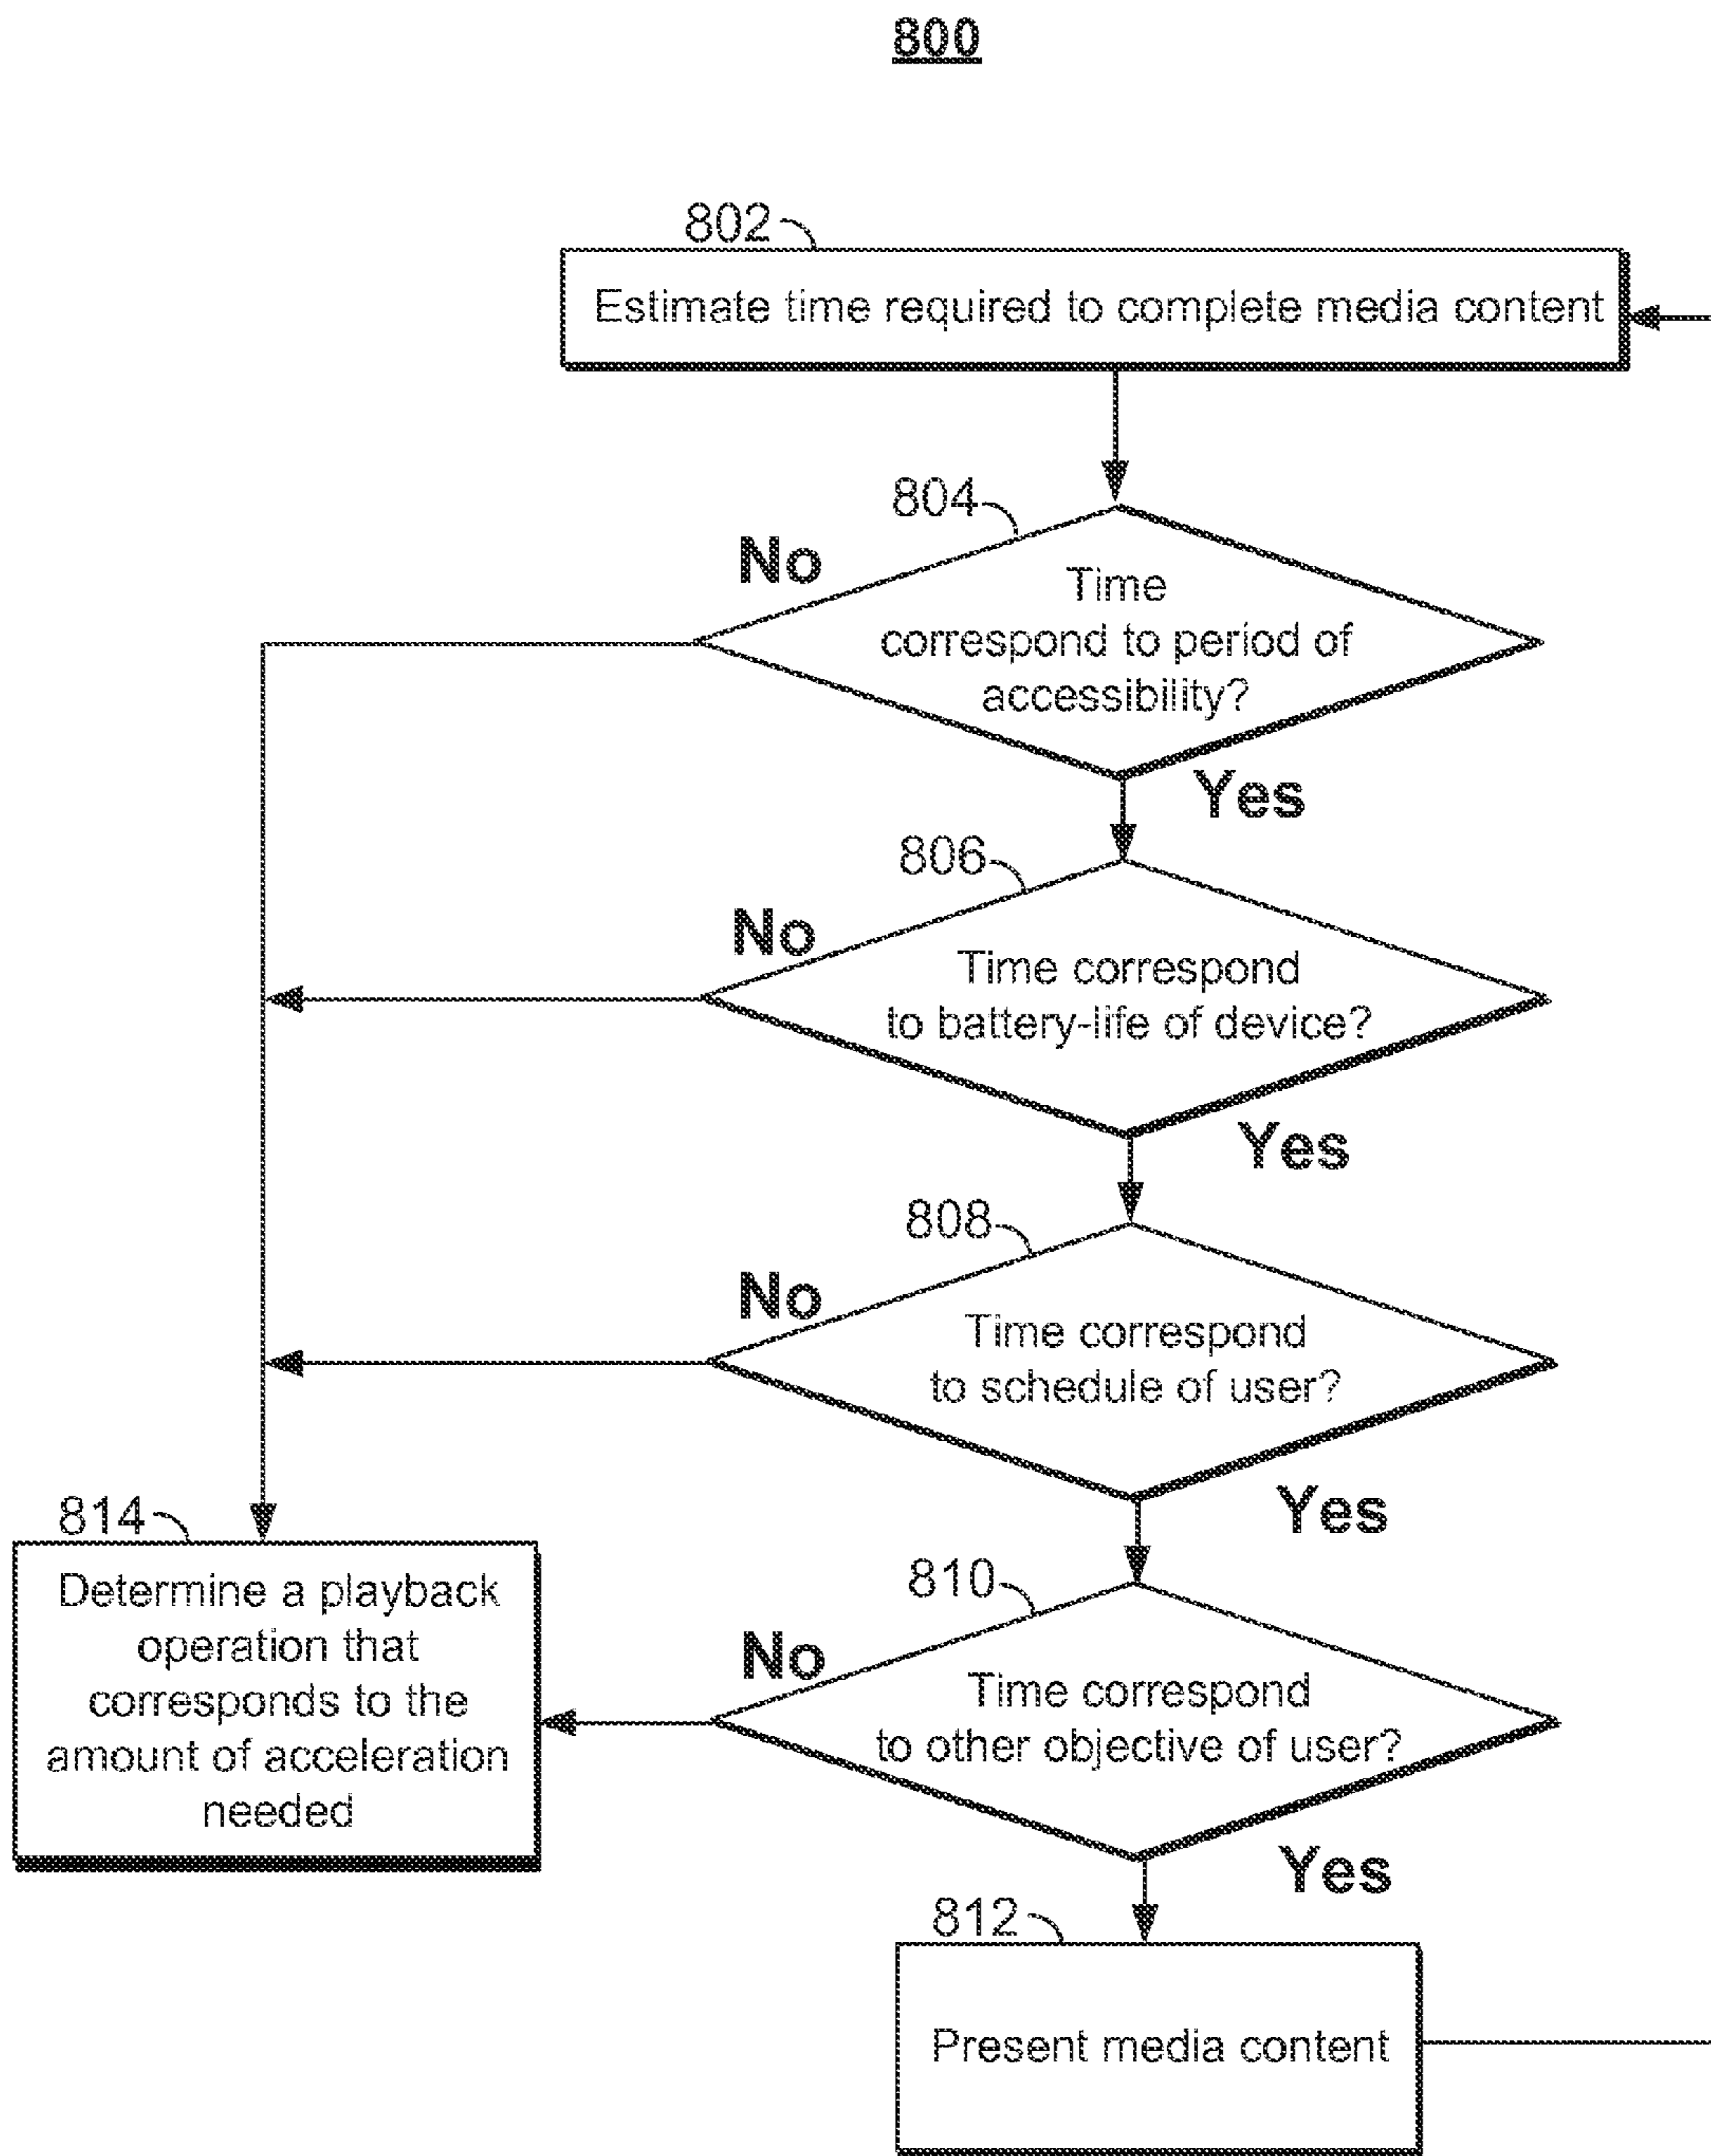 800
802
Estimate time required to complete media content
804
No
Time
correspond to period of
accessibility?
Yes
806
No
Time correspond
to battery-life of device?
Yes
808
No
Time correspond
to schedule of user?
Yes
814
Determine a playback
operation that
corresponds to the
amount of acceleration
needed
810
No
Time correspond
to other objective of user?
Yes
812
Present media content